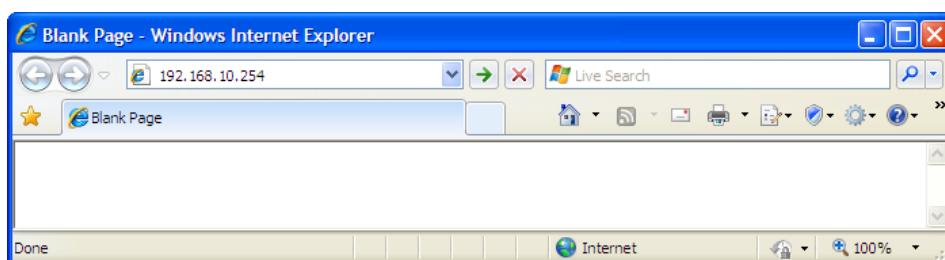 Blank Page - Windows Internet Explorer
192.168.10.254
Live Search
Blank Page
Done
Internet
100%